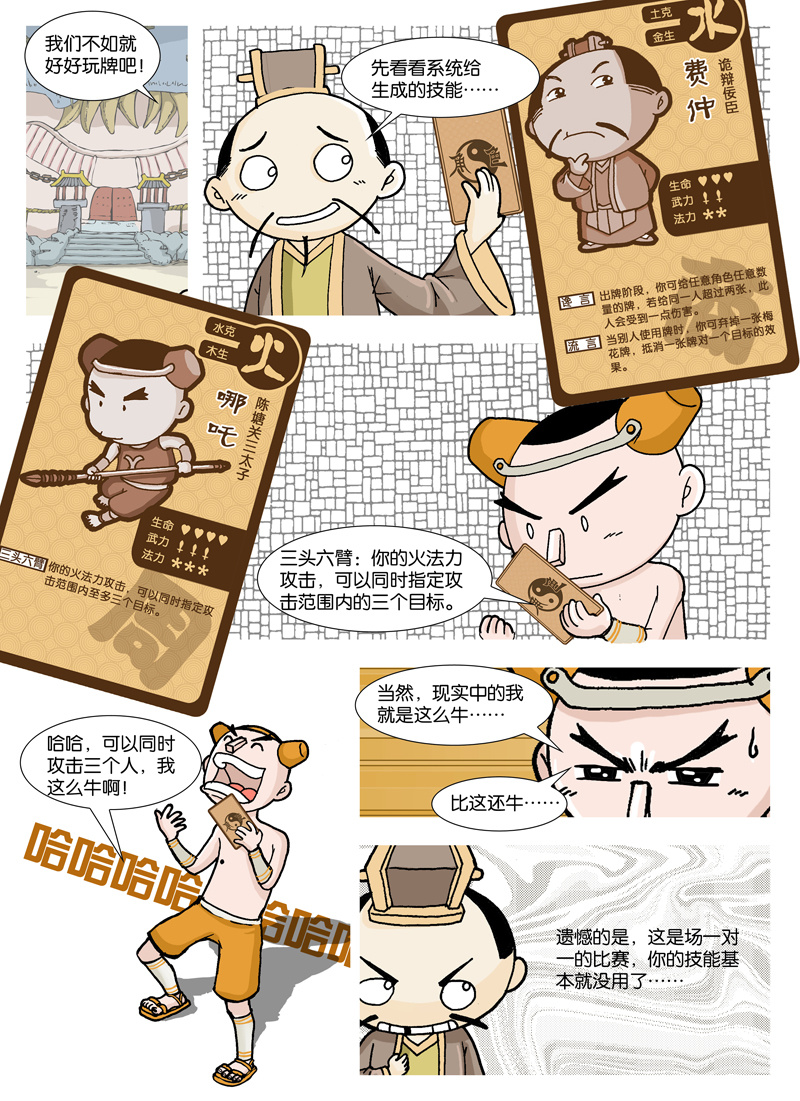 我们不如就
好好玩牌吧！
先看看系统给
生成的技能……
土克
金生
水
费仲
诡辩佞臣
生命
武力
法力
谗言
出牌阶段，你可给任意角色任意数
量的牌，若给同一人超过两张，此
人会受到一点伤害。
流言
当别人使用牌时，你可弃掉一张梅
花牌，抵消一张牌对一个目标的效
果。
水克
木生
火
哪吒
陈塘关三太子
生命
武力
法力
三头六臂
你的火法力攻击，可以同时指定攻
击范围内至多三个目标。
周
三头六臂：你的火法力
攻击，可以同时指定攻
击范围内的三个目标。
哈哈，可以同时
攻击三个人，我
这么牛啊！
哈哈哈哈
哈哈哈
当然，现实中的我
就是这么牛……
比这还牛……
遗憾的是，这是场一对
一的比赛，你的技能基
本就没用了……